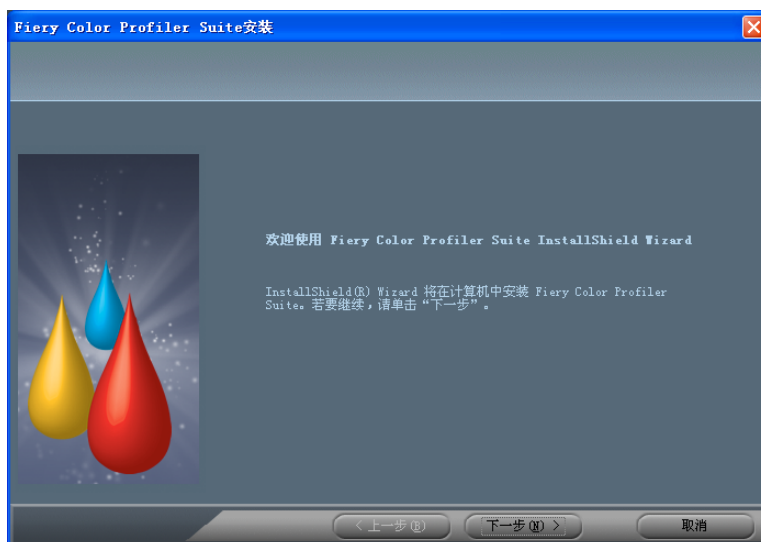 Fiery Color Profiler Suite安装
欢迎使用 Fiery Color Profiler Suite InstallShield Wizard
InstallShield(R) Wizard 将在计算机中安装 Fiery Color Profiler
Suite。若要继续，请单击“下一步”。
< 上一步(B)
下一步(N) >
取消